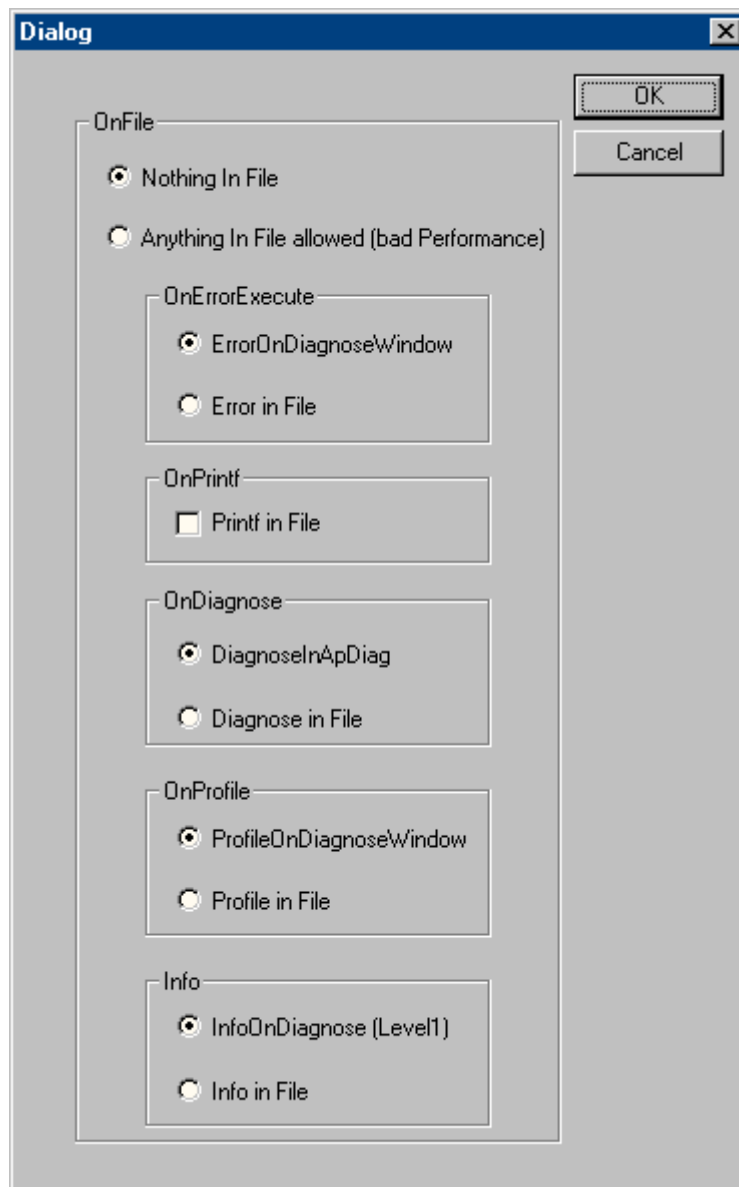 Dialog
OK
OnFile
Cancel
Nothing In File
Anything In File allowed (bad Performance)
OnErrorExecute
ErrorOnDiagnoseWindow
Error in File
OnPrintf
Printf in File
OnDiagnose
DiagnoseInApDiag
Diagnose in File
OnProfile
ProfileOnDiagnoseWindow
Profile in File
Info
InfoOnDiagnose (Level1)
Info in File